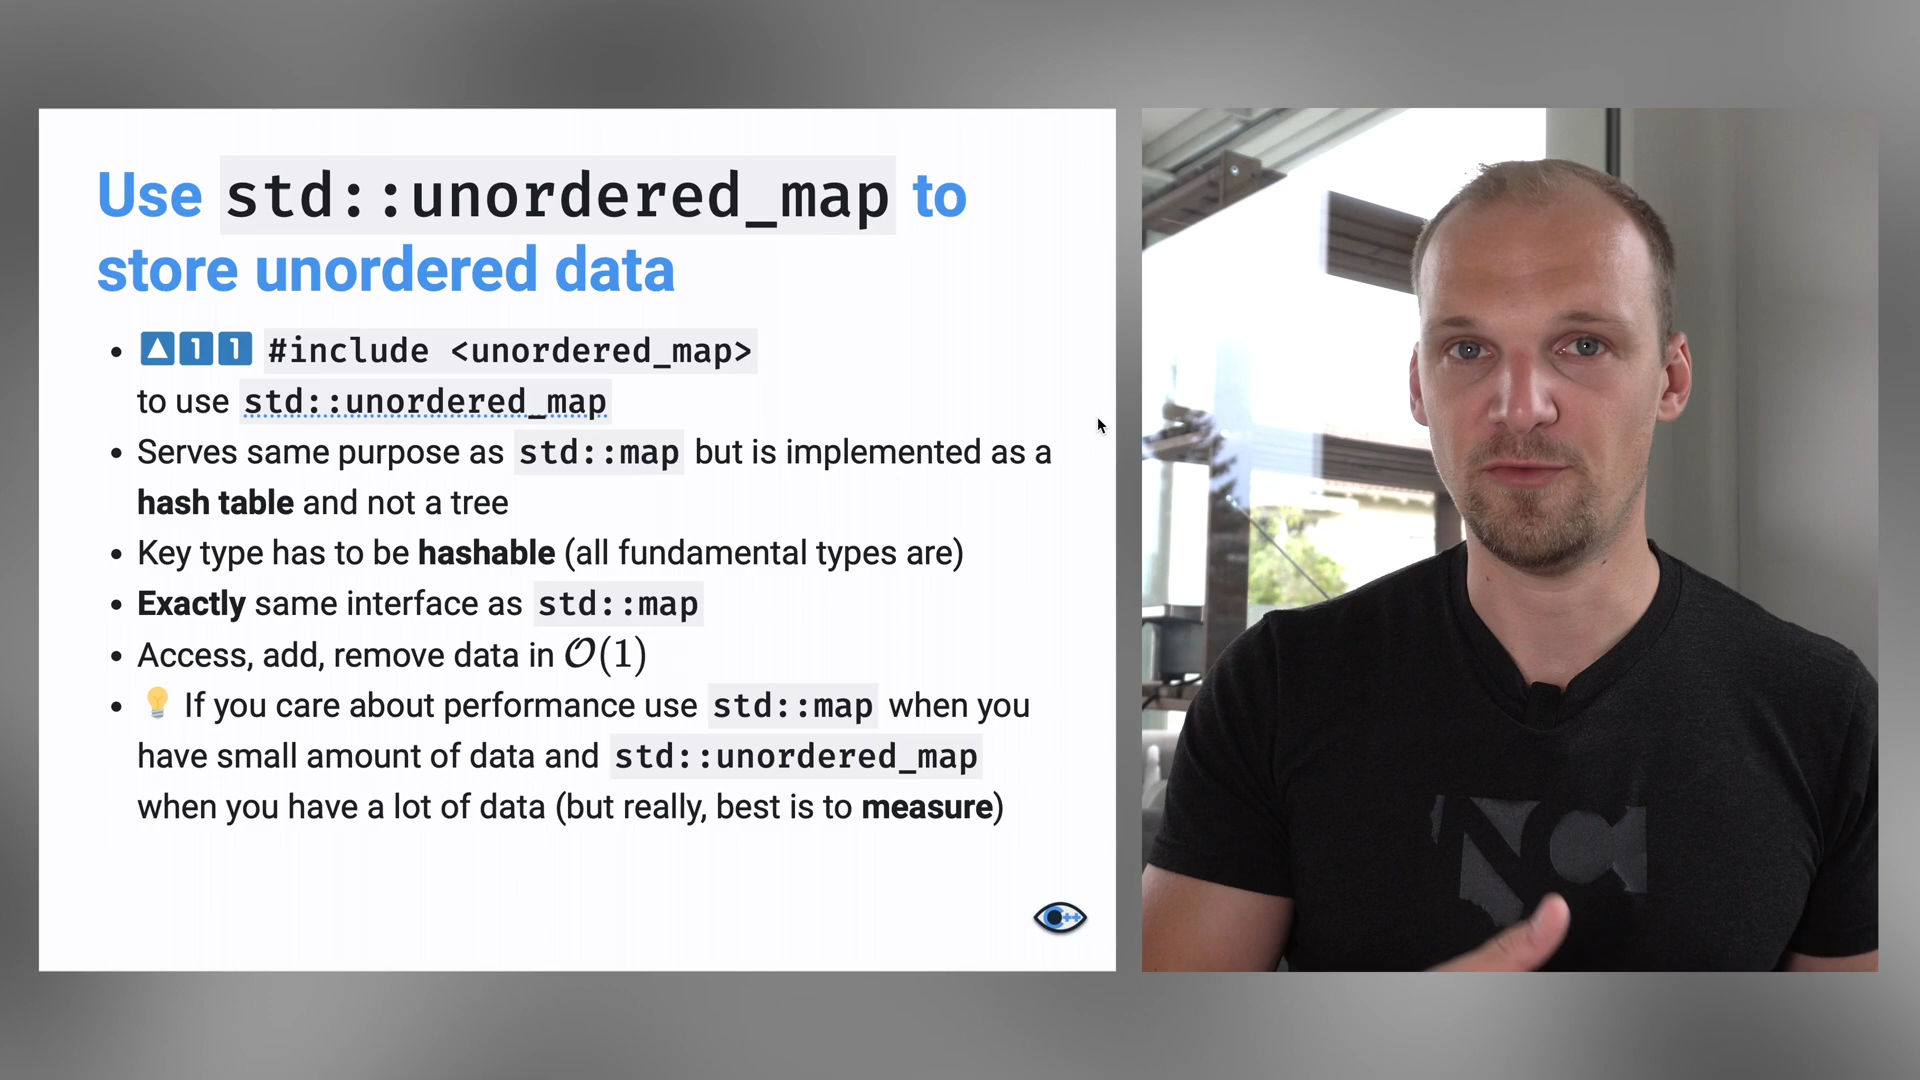 Use std::unordered_map to
store unordered data
• 🔼1️⃣1️⃣ #include <unordered_map>
to use std::unordered_map
• Serves same purpose as std::map but is implemented as a
hash table and not a tree
• Key type has to be hashable (all fundamental types are)
• Exactly same interface as std::map
• Access, add, remove data in 𝒪(1)
• 💡 If you care about performance use std::map when you
have small amount of data and std::unordered_map
when you have a lot of data (but really, best is to measure)
C++